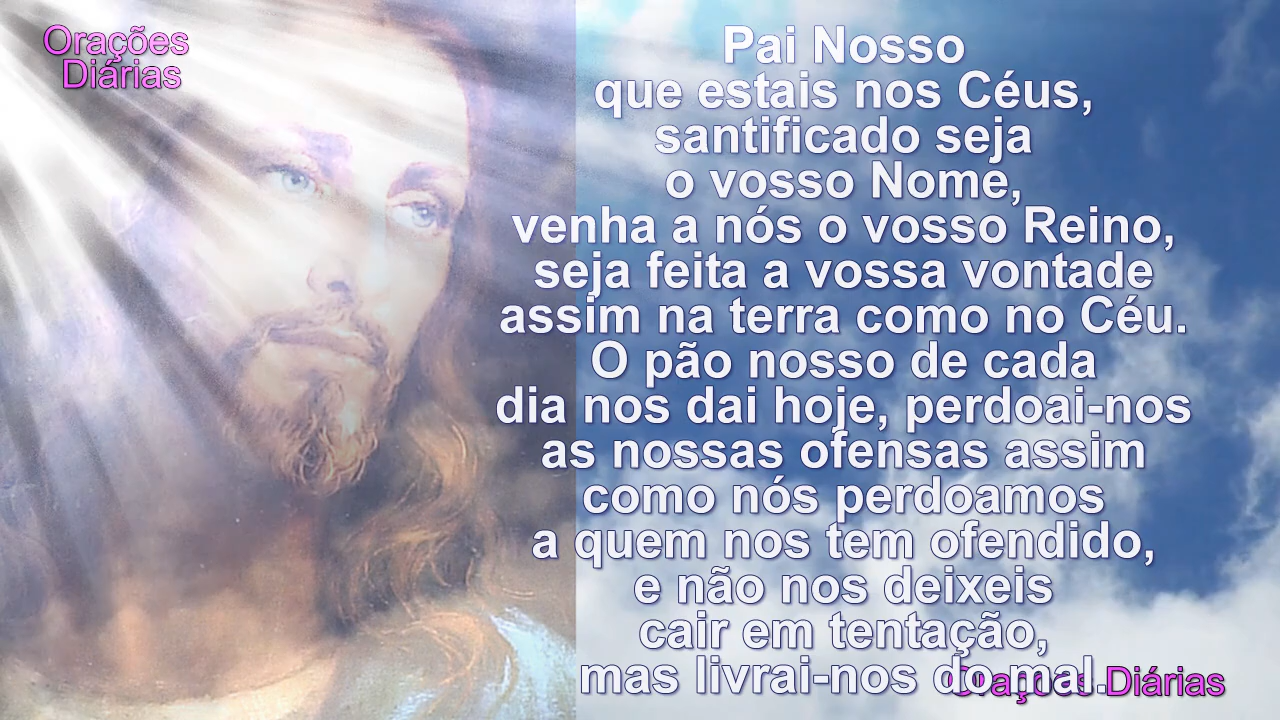 Orações
Diárias
Pai Nosso
que estais nos Céus,
santificado seja
o vosso Nome,
venha a nós o vosso Reino,
seja feita a vossa vontade
assim na terra como no Céu.
O pão nosso de cada
dia nos dai hoje, perdoai-nos
as nossas ofensas assim
como nós perdoamos
a quem nos tem ofendido,
e não nos deixeis
cair em tentação,
mas livrai-nos do mal.
Orações Diárias